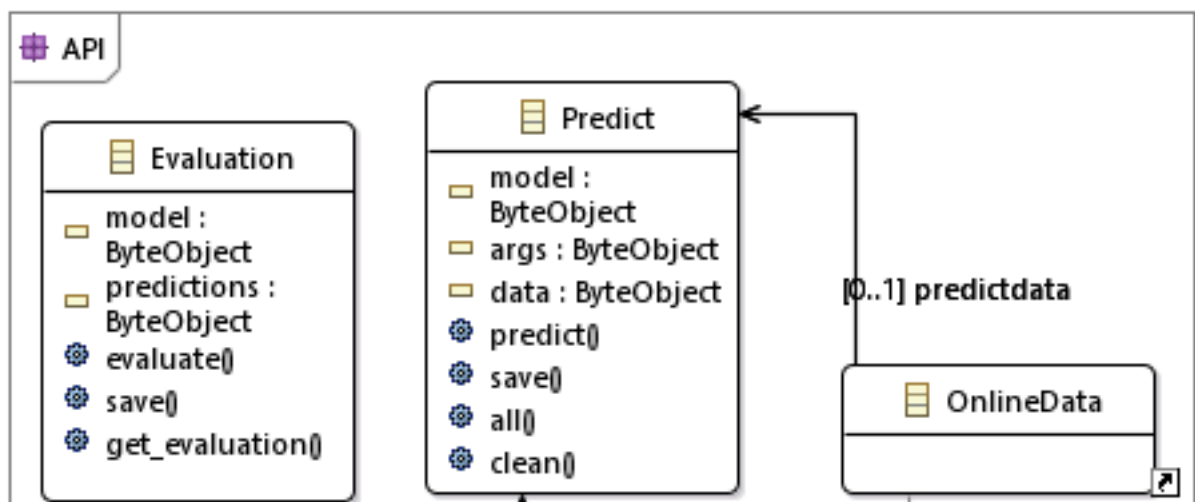 API
Evaluation
model :
ByteObject
predictions :
ByteObject
evaluate()
save()
get_evaluation()
Predict
model :
ByteObject
args : ByteObject
data : ByteObject
predict()
save()
all()
clean()
[0..1] predictdata
OnlineData